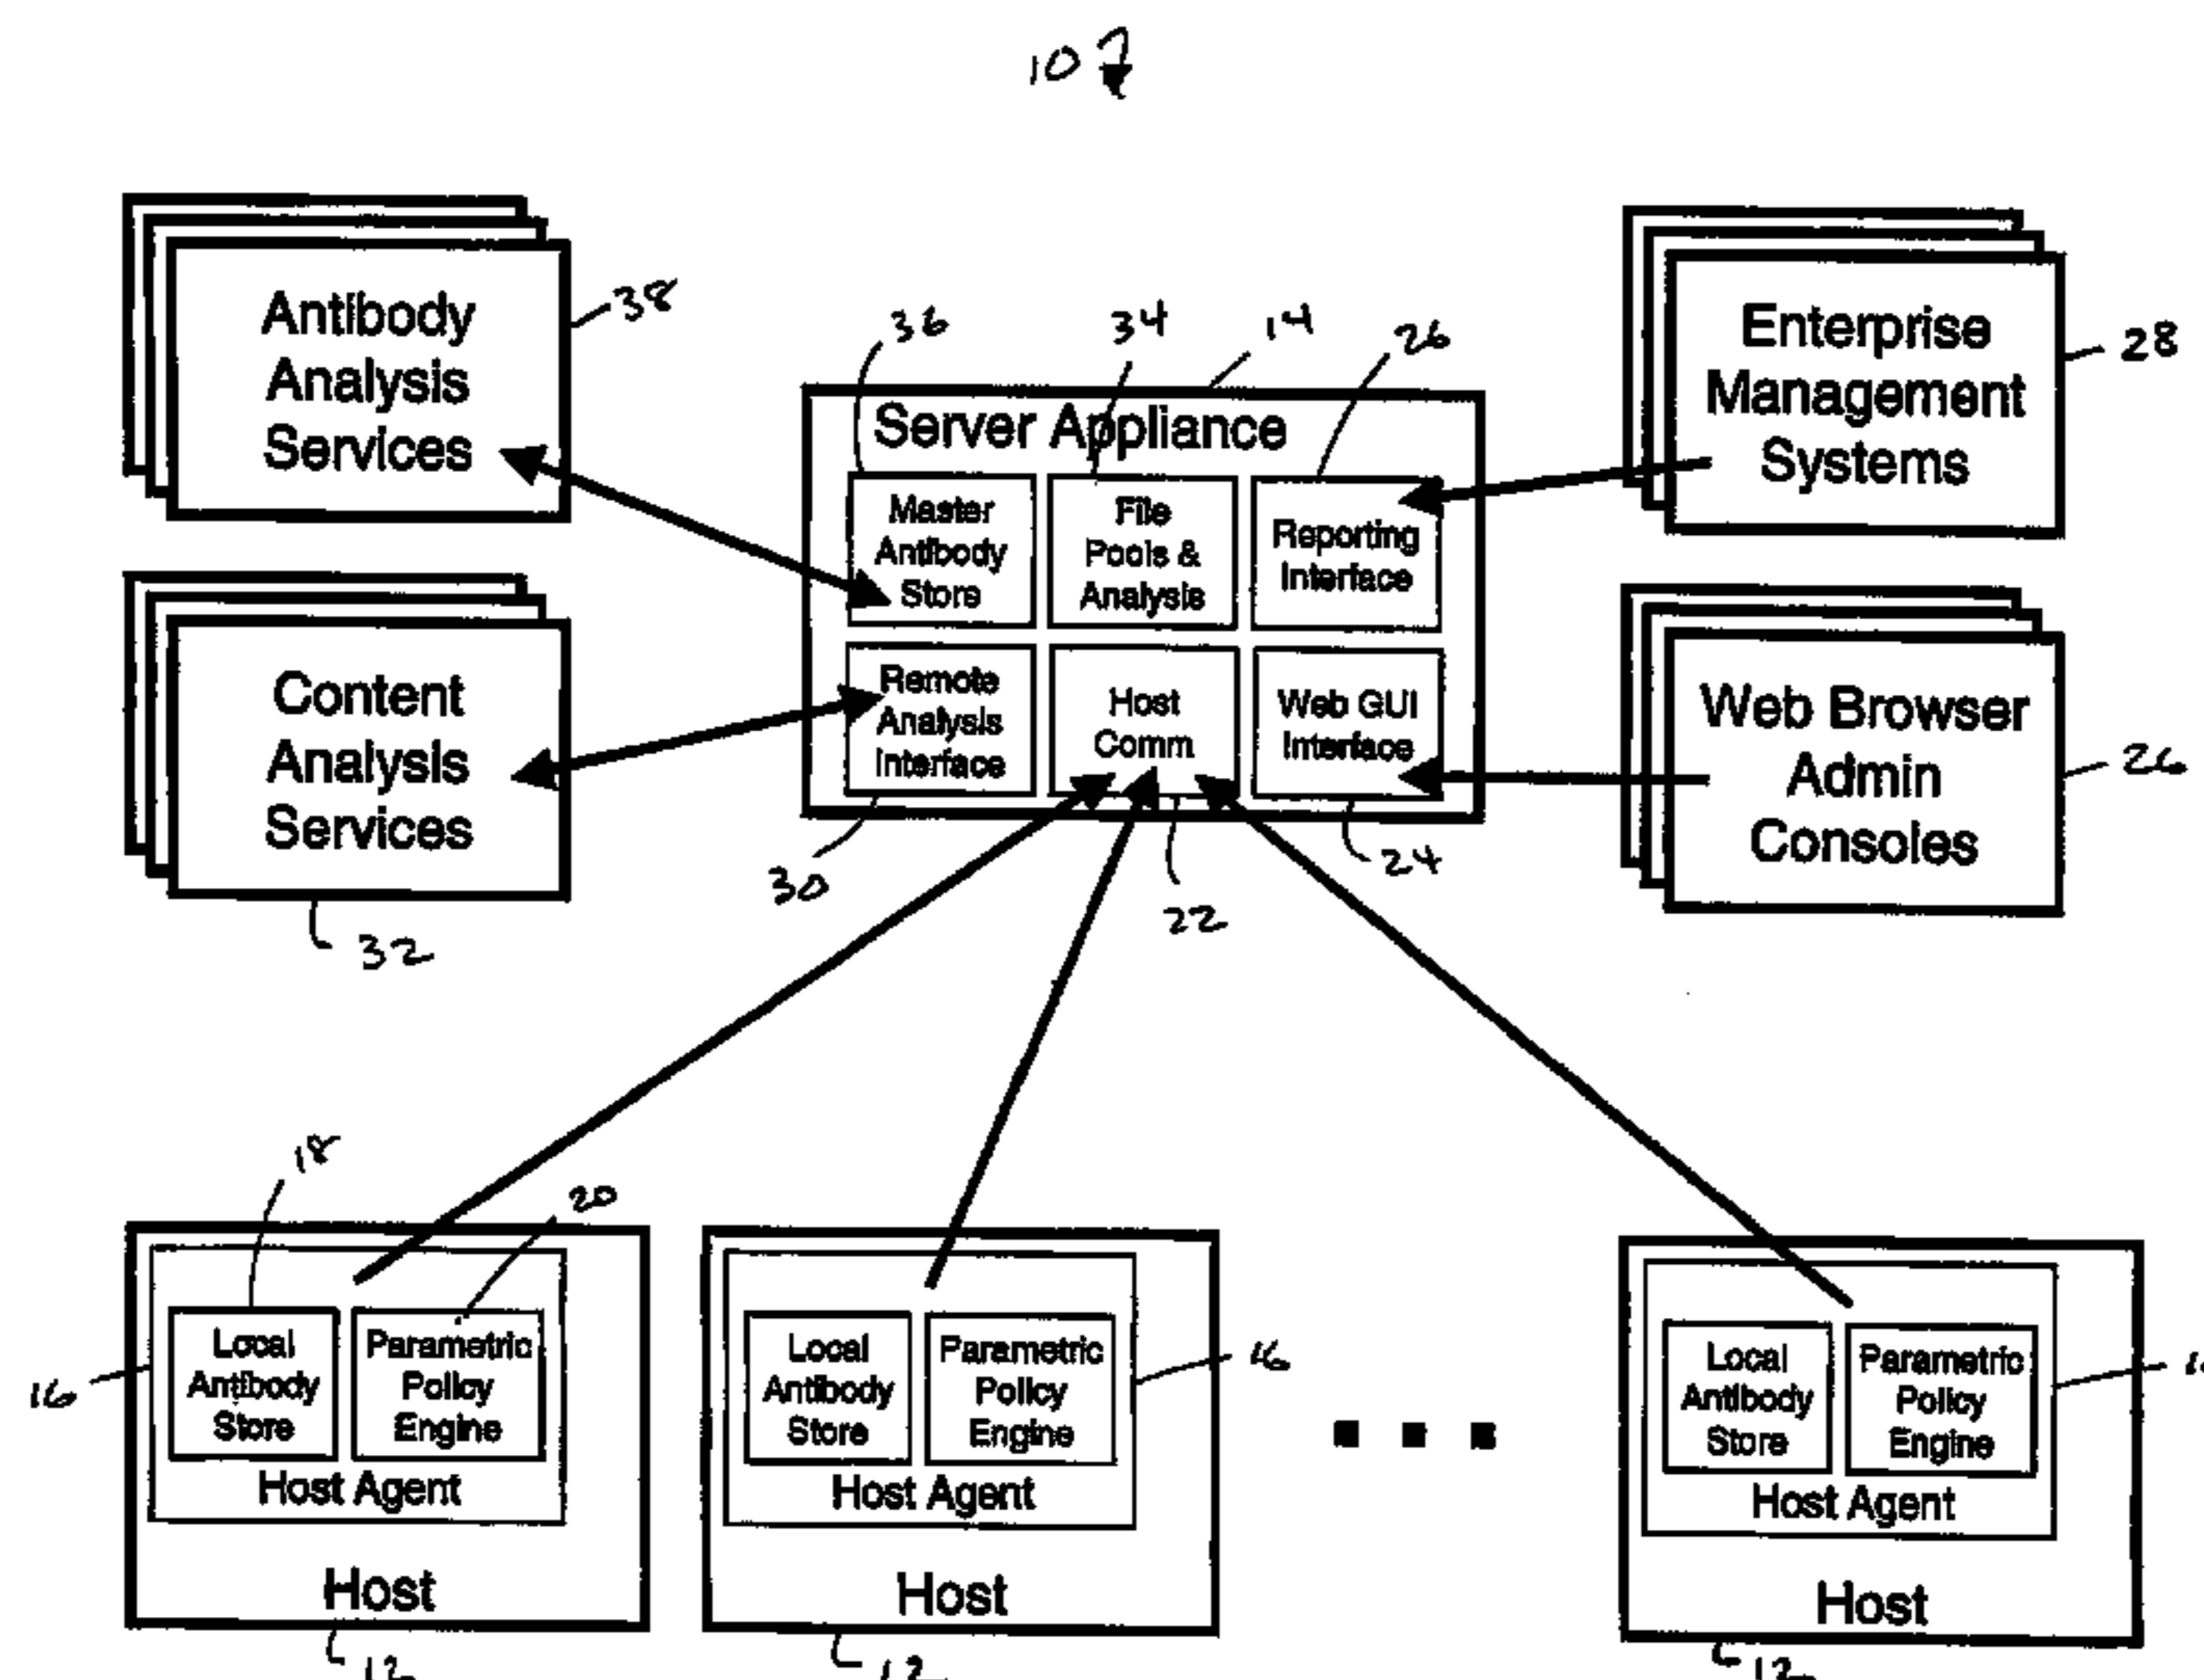 10
Antibody
Analysis
Services
38
Content
Analysis
Services
32
36
34
14
26
Server Appliance
Master
Antibody
Store
File
Pools &
Analysis
Reporting
Interface
Remote
Analysis
Interface
Host
Comm
Web GUI
Interface
30
22
24
Enterprise
Management
Systems
28
Web Browser
Admin
Consoles
26
18
20
16
Local
Antibody
Store
Parametric
Policy
Engine
Host Agent
Host
12
Local
Antibody
Store
Parametric
Policy
Engine
16
Host Agent
Host
12
Local
Antibody
Store
Parametric
Policy
Engine
Host Agent
Host
12